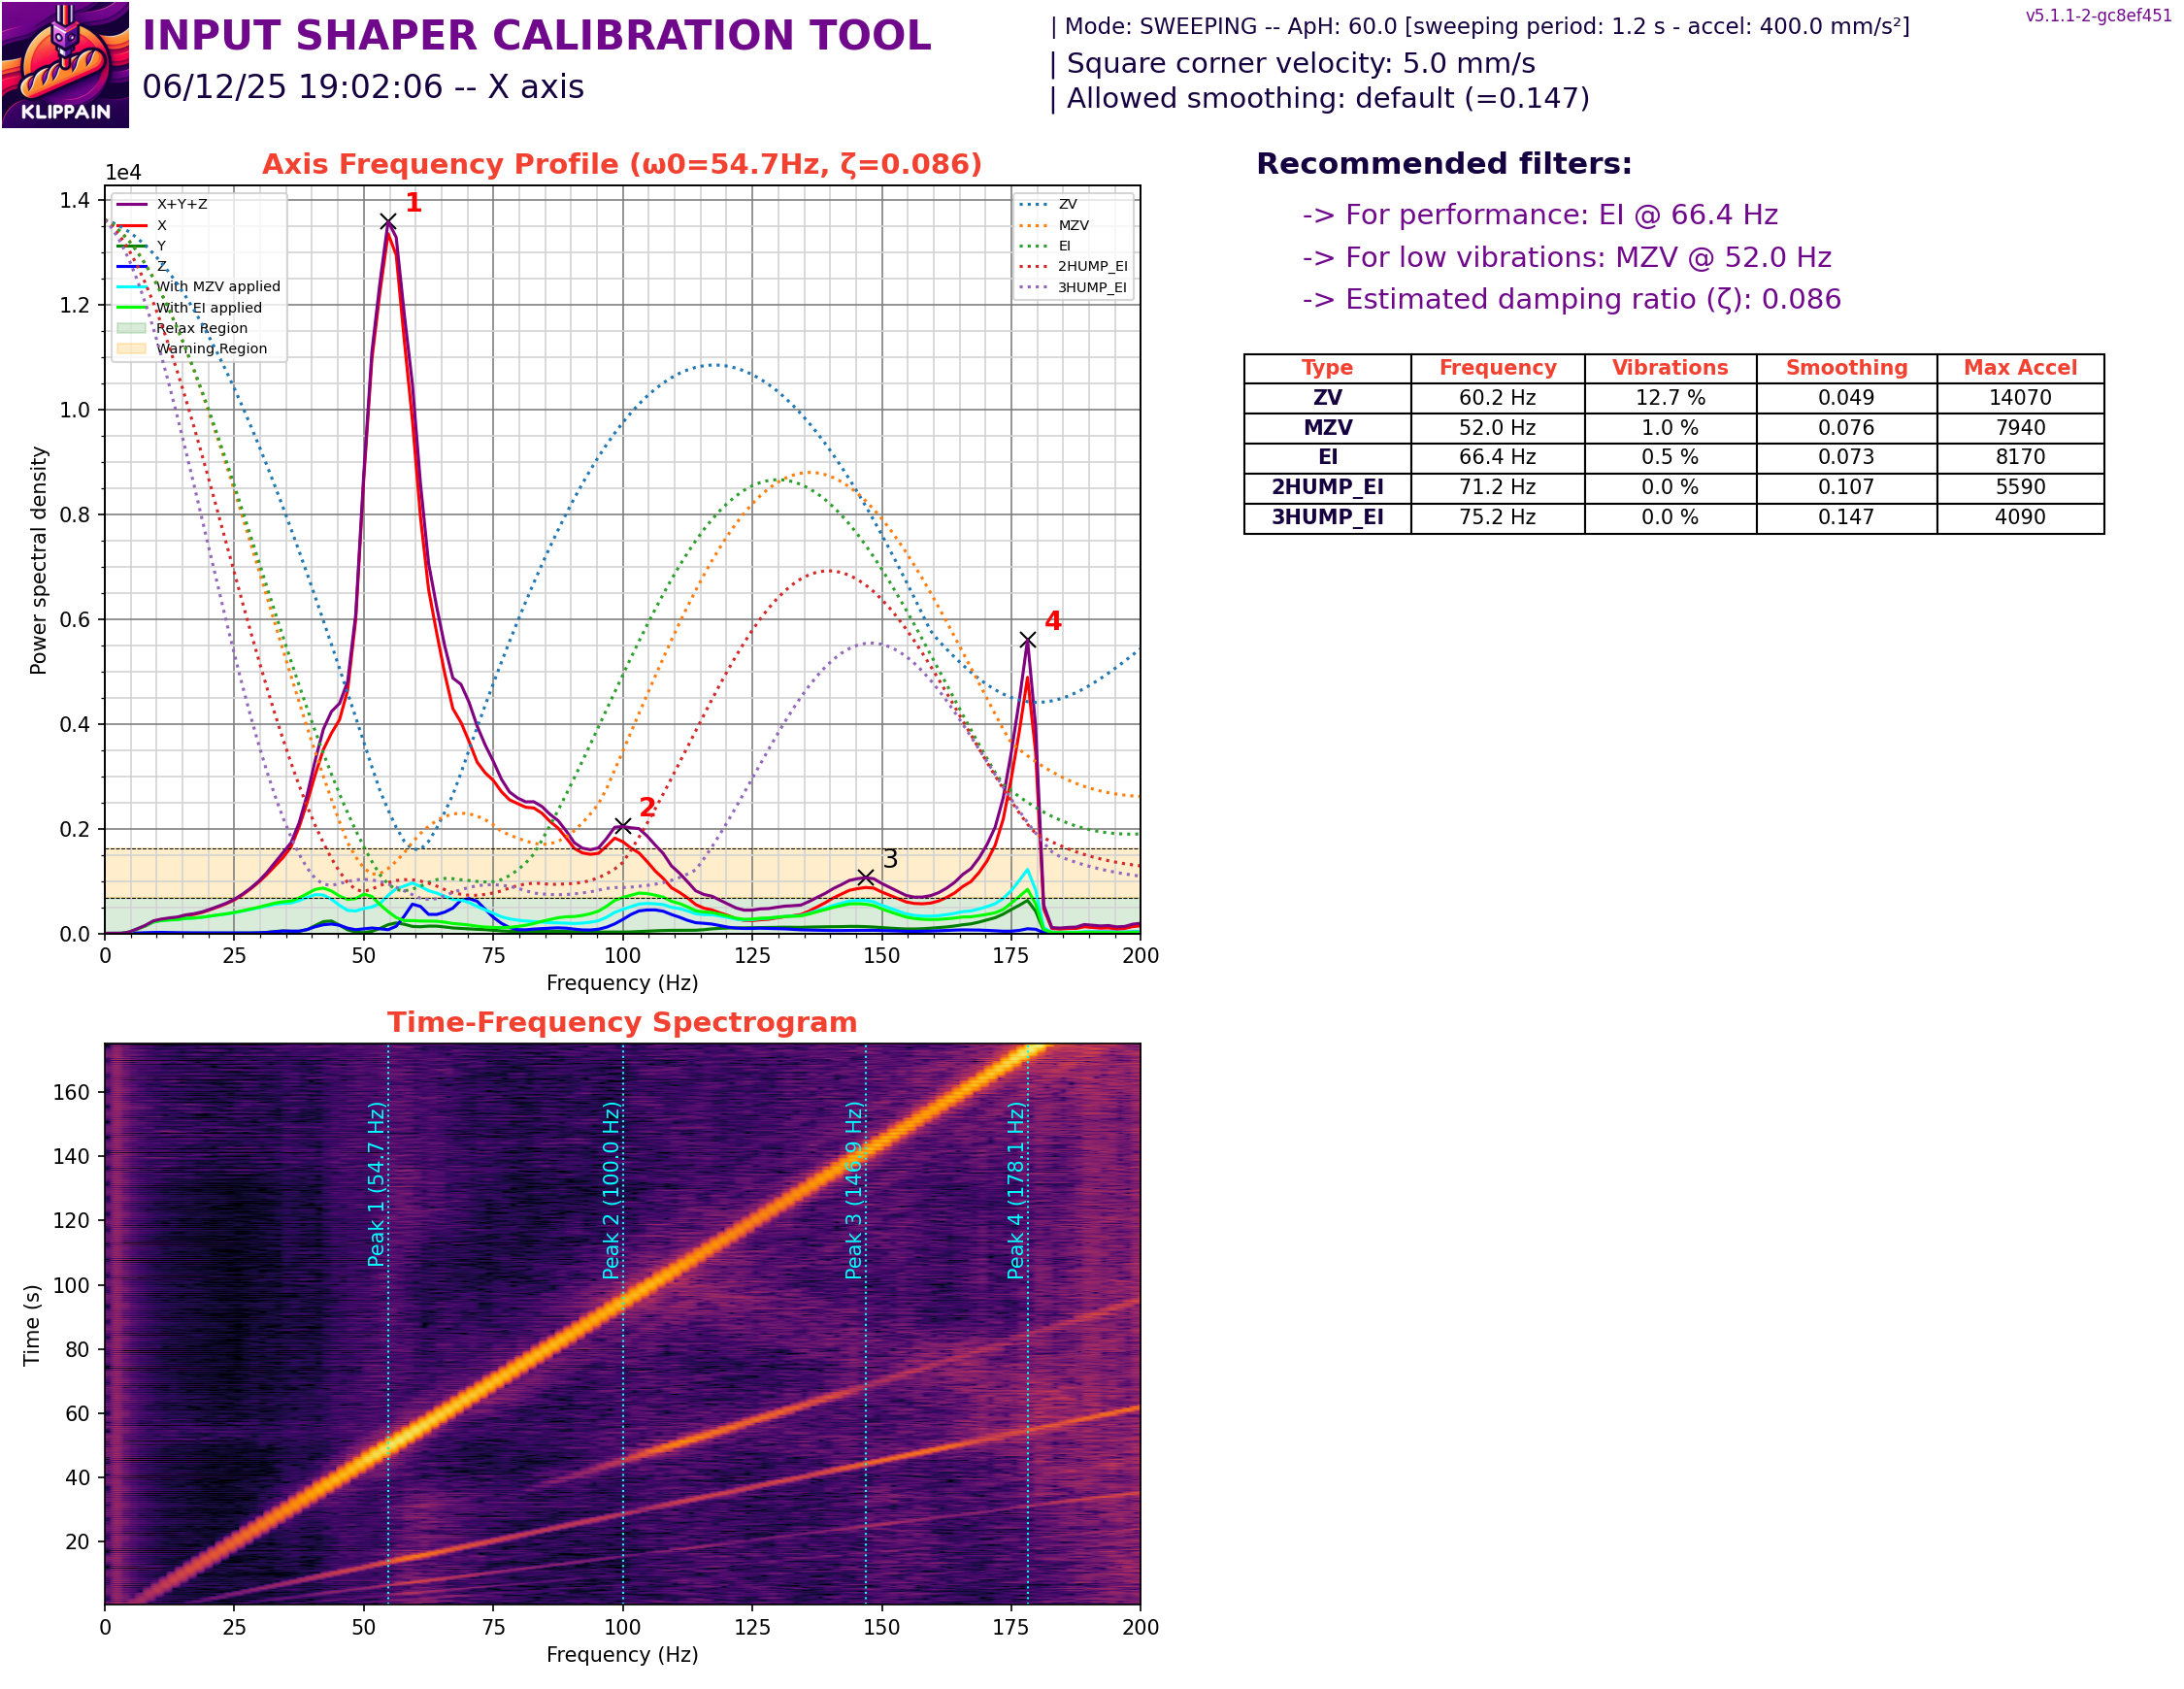 KLIPPAIN
INPUT SHAPER CALIBRATION TOOL
06/12/25 19:02:06 -- X axis
| Mode: SWEEPING -- ApH: 60.0 [sweeping period: 1.2 s - accel: 400.0 mm/s²]
| Square corner velocity: 5.0 mm/s
| Allowed smoothing: default (=0.147)
v5.1.1-2-gc8ef451
Axis Frequency Profile (ω0=54.7Hz, ζ=0.086)
1e4
1.4
1.2
1.0
0.8
0.6
0.4
0.2
0.0
Power spectral density
X+Y+Z
X
Y
Z
With MZV applied
With EI applied
Relax Region
Warning Region
ZV
MZV
EI
2HUMP_EI
3HUMP_EI
1
2
3
4
0 25 50 75 100 125 150 175 200
Frequency (Hz)
Recommended filters:
-> For performance: EI @ 66.4 Hz
-> For low vibrations: MZV @ 52.0 Hz
-> Estimated damping ratio (ζ): 0.086
Type Frequency Vibrations Smoothing Max Accel
ZV 60.2 Hz 12.7 % 0.049 14070
MZV 52.0 Hz 1.0 % 0.076 7940
EI 66.4 Hz 0.5 % 0.073 8170
2HUMP_EI 71.2 Hz 0.0 % 0.107 5590
3HUMP_EI 75.2 Hz 0.0 % 0.147 4090
Time-Frequency Spectrogram
160
140
120
100
80
60
40
20
Time (s)
Peak 1 (54.7 Hz)
Peak 2 (100.0 Hz)
Peak 3 (146.9 Hz)
Peak 4 (178.1 Hz)
0 25 50 75 100 125 150 175 200
Frequency (Hz)